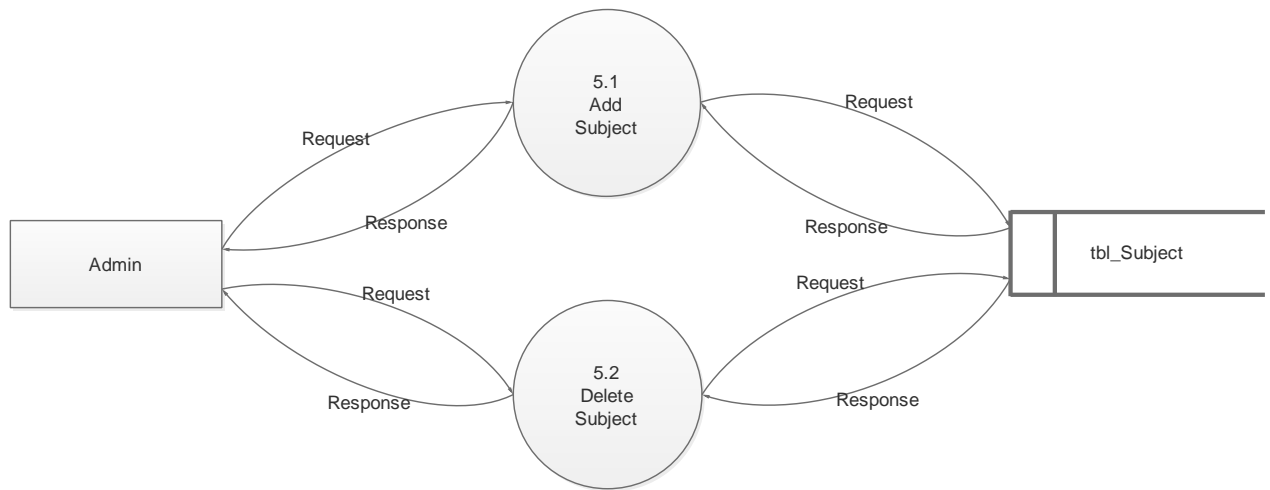 5.1
Add
Subject
Request
Request
Response
Response
Admin
tbl_Subject
Request
Request
5.2
Delete
Subject
Response
Response